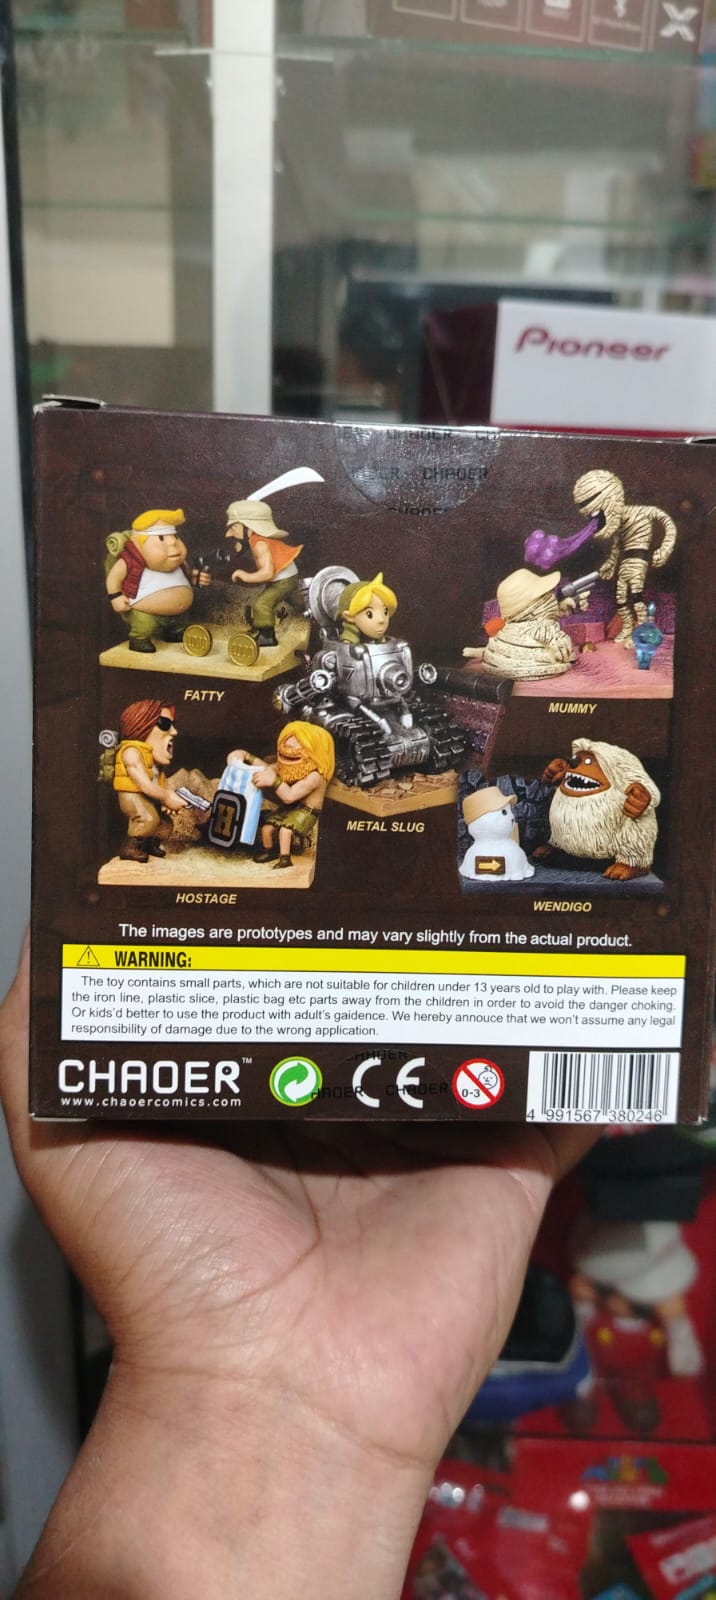 Pioneer
CHAOER
FATTY
MUMMY
METAL SLUG
HOSTAGE
WENDIGO
The images are prototypes and may vary slightly from the actual product.
WARNING:
The toy contains small parts, which are not suitable for children under 13 years old to play with. Please keep
the iron line, plastic slice, plastic bag etc parts away from the children in order to avoid the danger choking.
Or kids'd better to use the product with adult's gaidence. We hereby annouce that we won't assume any legal
responsibility of damage due to the wrong application.
CHAOER™
www.chaoercomics.com
CE
0-3
CHAOER
4 991567 380246